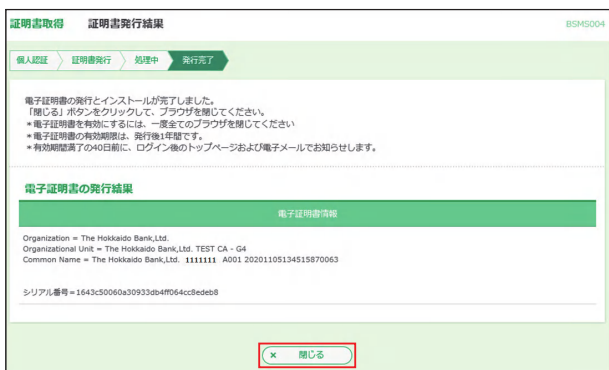 証明書取得 証明書発行結果 BSMS004
個人認証 証明書発行 処理中 発行完了
電子証明書の発行とインストールが完了しました。
「閉じる」ボタンをクリックして、ブラウザを閉じてください。
*電子証明書を有効にするには、一度全てのブラウザを閉じてください
*電子証明書の有効期限は、発行後1年間です。
*有効期間満了の40日前に、ログイン後のトップページおよび電子メールでお知らせします。
電子証明書の発行結果
電子証明書情報
Organization = The Hokkaido Bank,Ltd.
Organizational Unit = The Hokkaido Bank,Ltd. TEST CA - G4
Common Name = The Hokkaido Bank,Ltd. 1111111 A001 20201105134515870063
シリアル番号=1643c50060a30933db4ff064cc8edeb8
× 閉じる